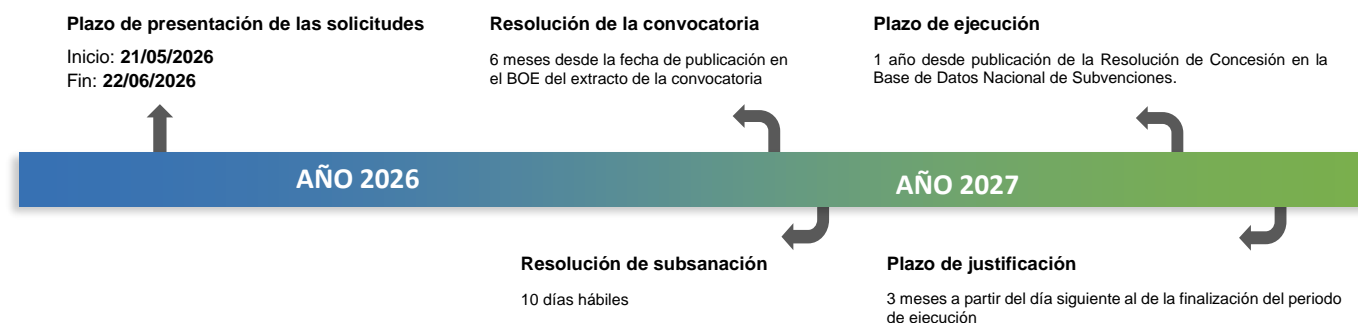 Plazo de presentación de las solicitudes
Inicio: 21/05/2026
Fin: 22/06/2026
Resolución de la convocatoria
6 meses desde la fecha de publicación en
el BOE del extracto de la convocatoria
Plazo de ejecución
1 año desde publicación de la Resolución de Concesión en la
Base de Datos Nacional de Subvenciones.
AÑO 2026
AÑO 2027
Resolución de subsanación
10 días hábiles
Plazo de justificación
3 meses a partir del día siguiente al de la finalización del periodo
de ejecución